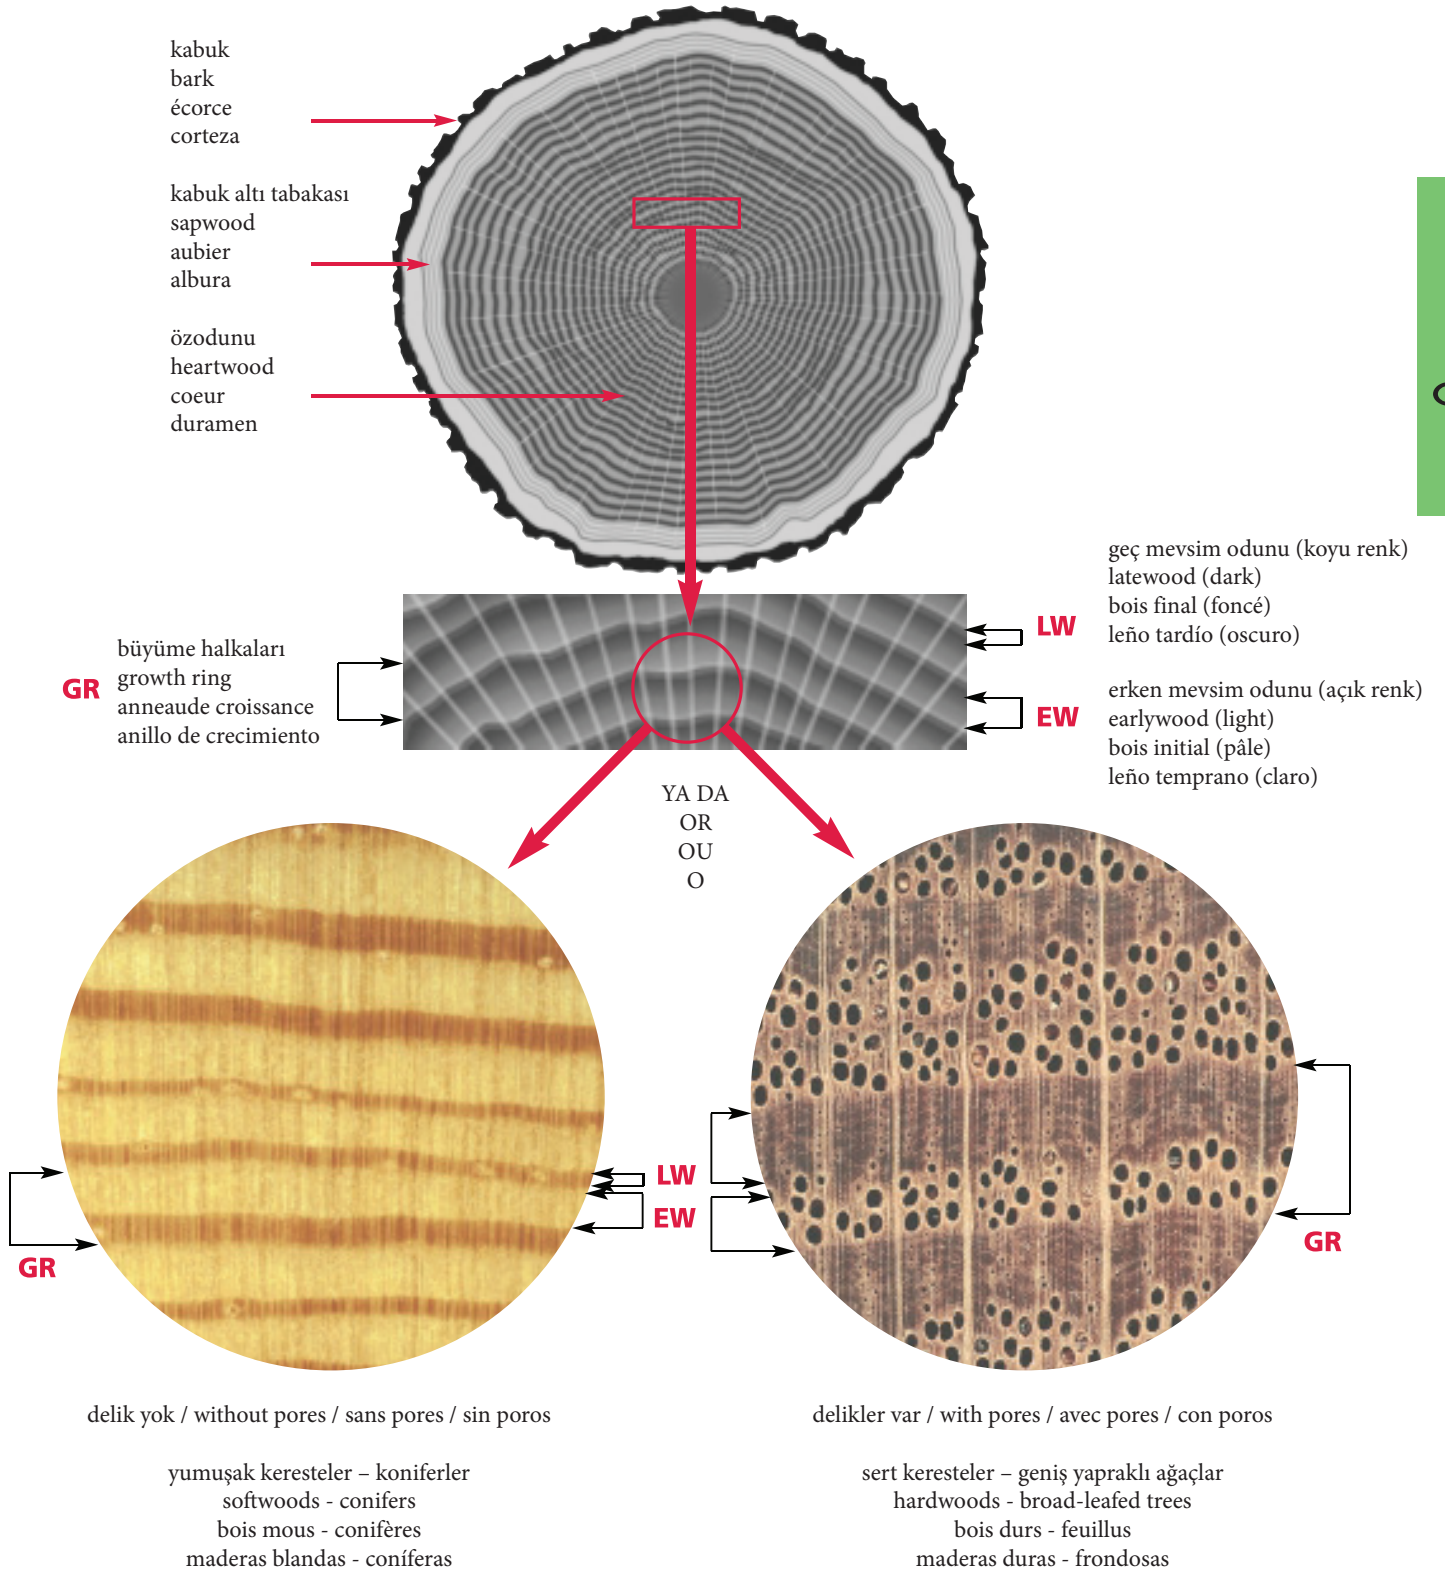 kabuk
bark
écorce
corteza
kabuk altı tabakası
sapwood
aubier
albura
özodunu
heartwood
coeur
duramen
geç mevsim odunu (koyu renk)
latewood (dark)
bois final (foncé)
leño tardío (oscuro)
LW
büyüme halkaları
growth ring
anneaude croissance
anillo de crecimiento
GR
erken mevsim odunu (açık renk)
earlywood (light)
bois initial (pâle)
leño temprano (claro)
EW
YA DA
OR
OU
O
LW
EW
GR
GR
delik yok / without pores / sans pores / sin poros
yumuşak keresteler – koniferler
softwoods - conifers
bois mous - conifères
maderas blandas - coníferas
delikler var / with pores / avec pores / con poros
sert keresteler – geniş yapraklı ağaçlar
hardwoods - broad-leafed trees
bois durs - feuillus
maderas duras - frondosas